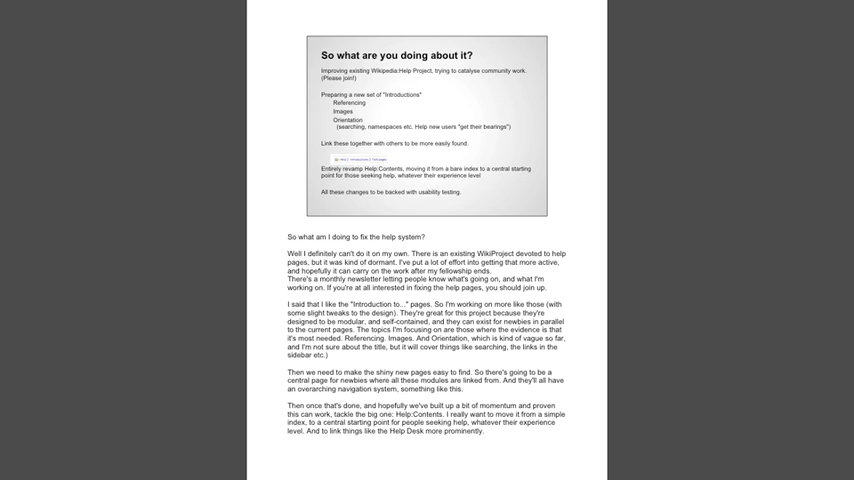 So what are you doing about it?
Improving existing Wikipedia:Help Project, trying to catalyse community work.
(Please join!)
Preparing a new set of "Introductions"
Referencing
Images
Orientation
(searching, namespaces etc. Help new users "get their bearings")
Link these together with others to be more easily found.
Entirely revamp Help:Contents, moving it from a bare index to a central starting
point for those seeking help, whatever their experience level
All these changes to be backed with usability testing.
So what am I doing to fix the help system?
Well I definitely can't do it on my own. There is an existing WikiProject devoted to help
pages, but it was kind of dormant. I've put a lot of effort into getting that more active,
and hopefully it can carry on the work after my fellowship ends.
There's a monthly newsletter letting people know what's going on, and what I'm
working on. If you're at all interested in fixing the help pages, you should join up.
I said that I like the "Introduction to..." pages. So I'm working on more like those (with
some slight tweaks to the design). They're great for this project because they're
designed to be modular, and self-contained, and they can exist for newbies in parallel
to the current pages. The topics I'm focusing on are those where the evidence is that
it's most needed. Referencing. Images. And Orientation, which is kind of vague so far,
and I'm not sure about the title, but it will cover things like searching, the links in the
sidebar etc.)
Then we need to make the shiny new pages easy to find. So there's going to be a
central page for newbies where all these modules are linked from. And they'll all have
an overarching navigation system, something like this.
Then once that's done, and hopefully we've built up a bit of momentum and proven
this can work, tackle the big one: Help:Contents. I really want to move it from a simple
index, to a central starting point for people seeking help, whatever their experience
level. And to link things like the Help Desk more prominently.